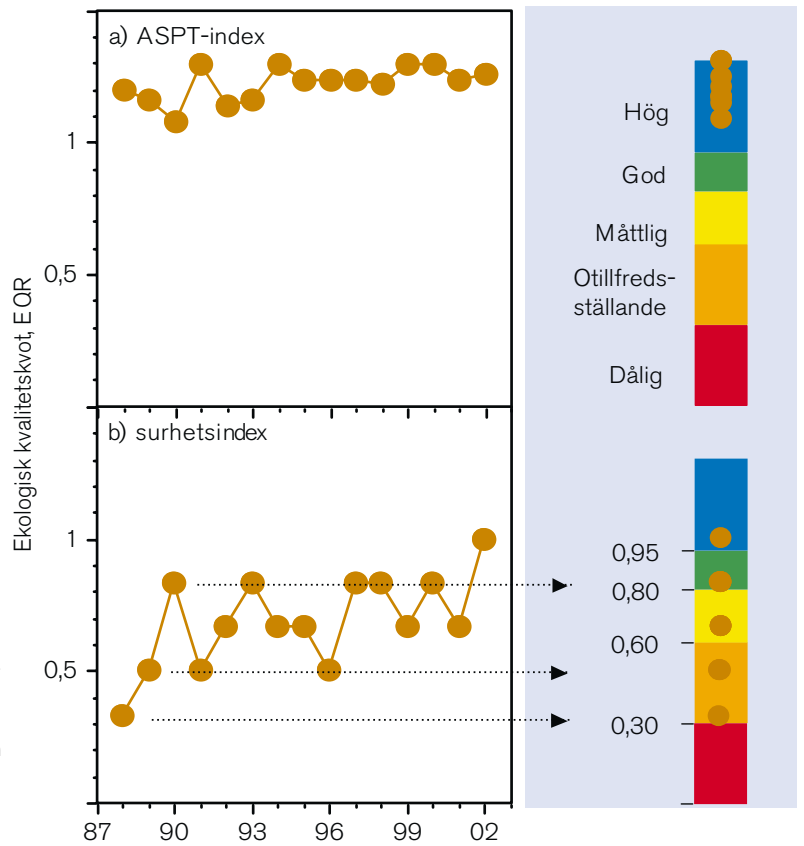 a) ASPT-index
1
0,5
Ekologisk kvalitetskvot, EQR
b) surhetsindex
1
0,5
87 90 93 96 99 02
Hög
God
Måttlig
Otillfreds-
ställande
Dålig
0,95
0,80
0,60
0,30